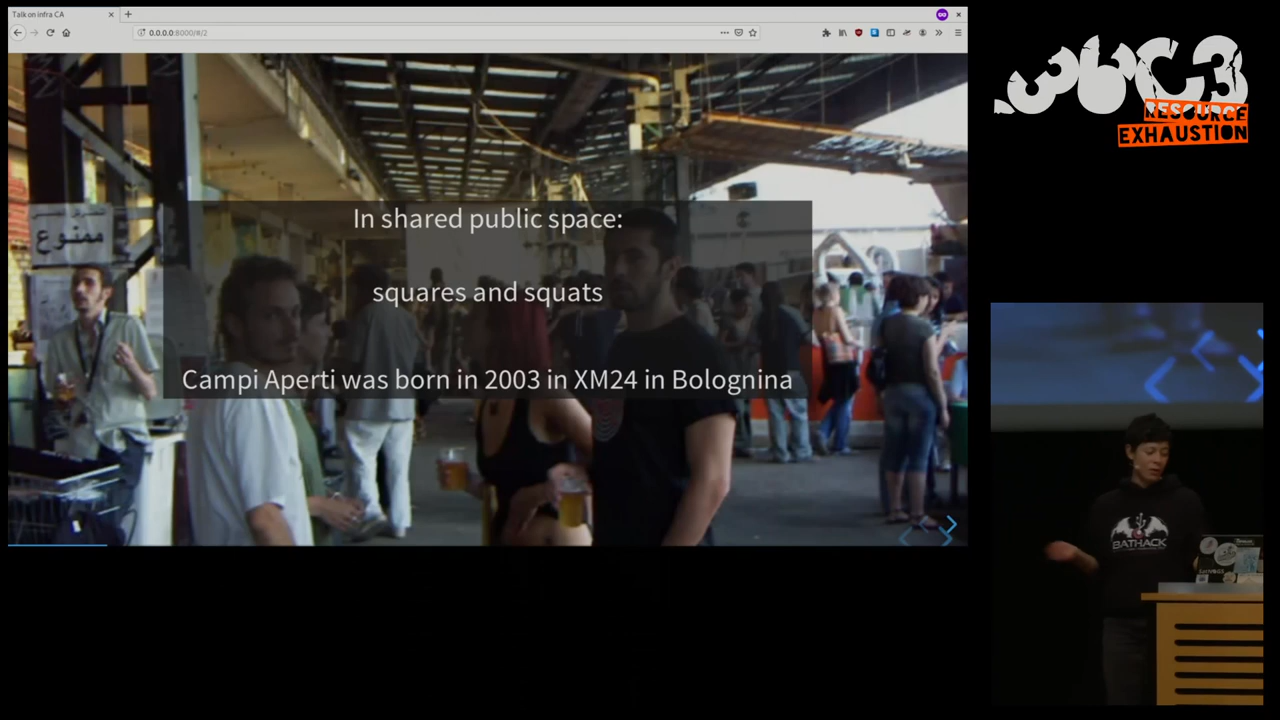 Talk on infra CA
0.0.0.0:8000/#/2
36C3
RESOURCE
EXHAUSTION
ممنوع
In shared public space:
squares and squats
Campi Aperti was born in 2003 in XM24 in Bolognina
BATHACK